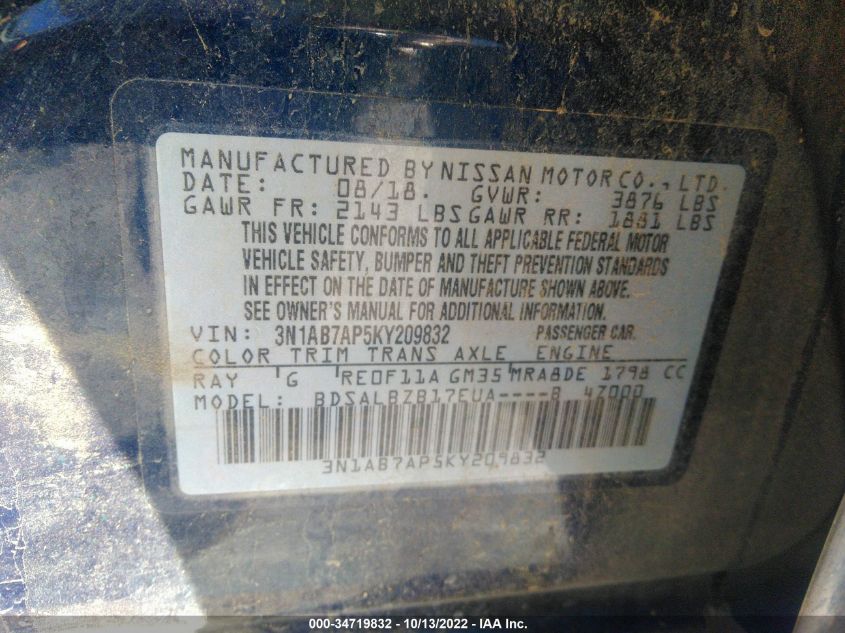 MANUFACTURED BY NISSAN MOTOR CO., LTD.
DATE: 08/18. GVWR: 3876 LBS
GAWR FR: 2143 LBS GAWR RR: 1881 LBS
THIS VEHICLE CONFORMS TO ALL APPLICABLE FEDERAL MOTOR
VEHICLE SAFETY, BUMPER AND THEFT PREVENTION STANDARDS
IN EFFECT ON THE DATE OF MANUFACTURE SHOWN ABOVE.
SEE OWNER'S MANUAL FOR ADDITIONAL INFORMATION.
VIN: 3N1AB7AP5KY209832 PASSENGER CAR.
COLOR TRIM TRANS AXLE ENGINE
RAY G RE0F11A GM35 MRA8DE 1798 CC
MODEL: BDSALBZB17EUA----B 4Z000
3N1AB7AP5KY209832
000-34719832 - 10/13/2022 - IAA Inc.